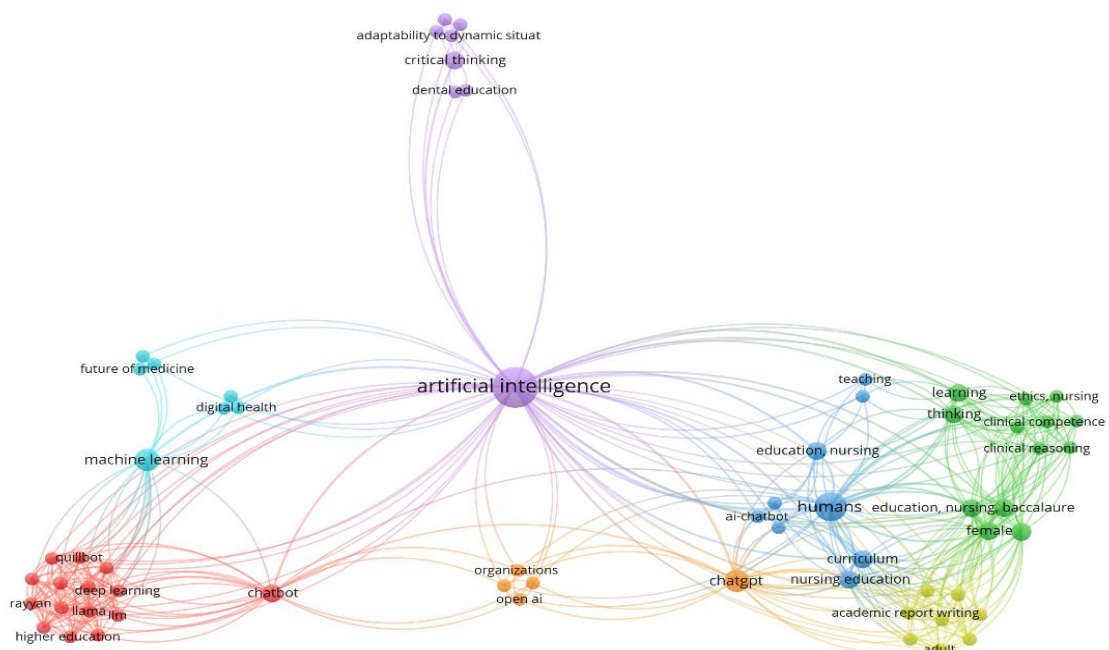 adaptability to dynamic situat
critical thinking
dental education
future of medicine
digital health
machine learning
artificial intelligence
teaching
learning
ethics, nursing
thinking
clinical competence
clinical reasoning
education, nursing
humans
education, nursing, baccalaure
ai-chatbot
female
curriculum
nursing education
chatgpt
organizations
open ai
chatbot
quillbot
deep learning
rayyan
llama
llm
higher education
academic report writing
adult